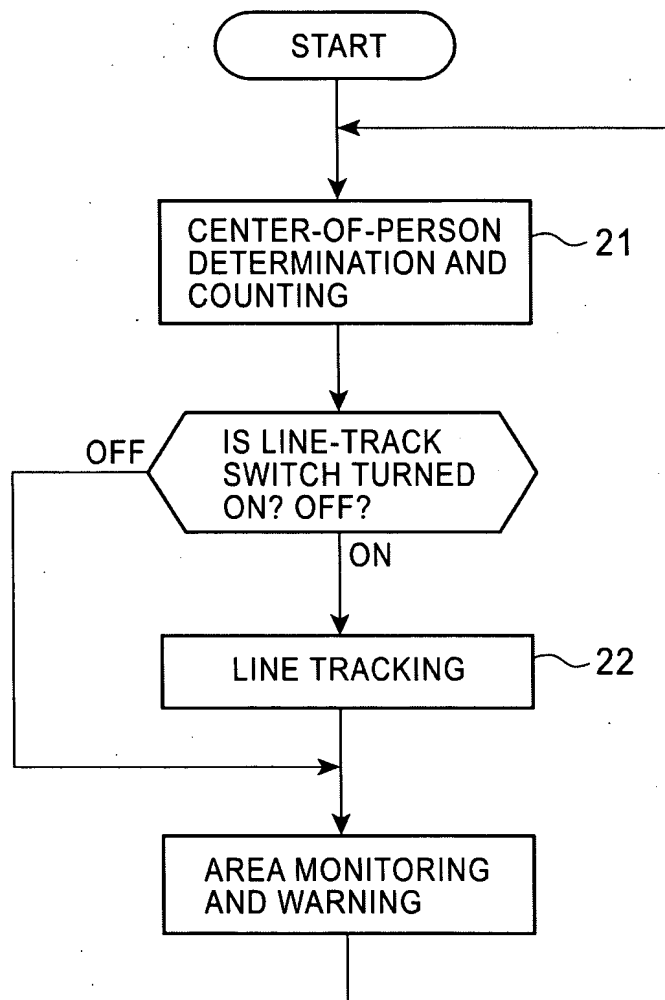 START
CENTER-OF-PERSON
DETERMINATION AND
COUNTING
21
IS LINE-TRACK
SWITCH TURNED
ON? OFF?
OFF
ON
LINE TRACKING
22
AREA MONITORING
AND WARNING